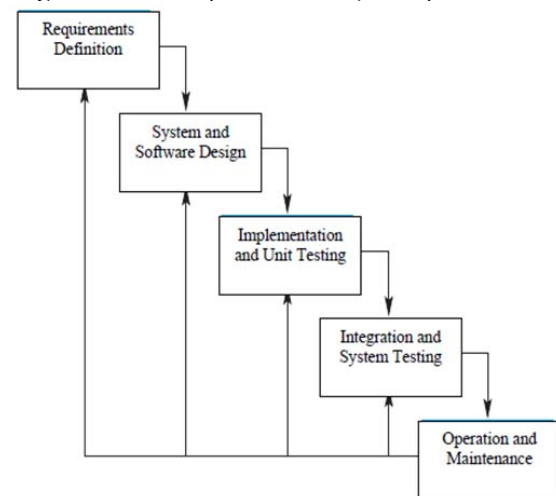 Requirements
Definition
System and
Software Design
Implementation
and Unit Testing
Integration and
System Testing
Operation and
Maintenance